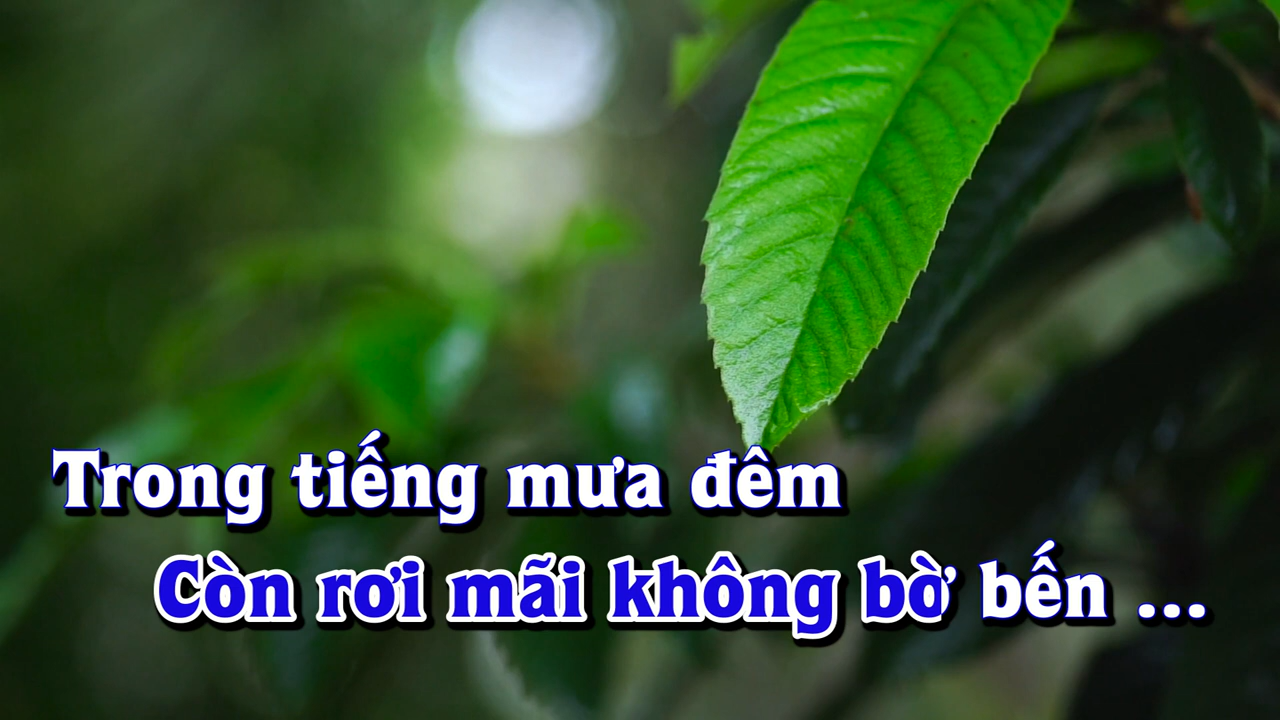 Trong tiếng mưa đêm
Còn rơi mãi không bờ bến ...